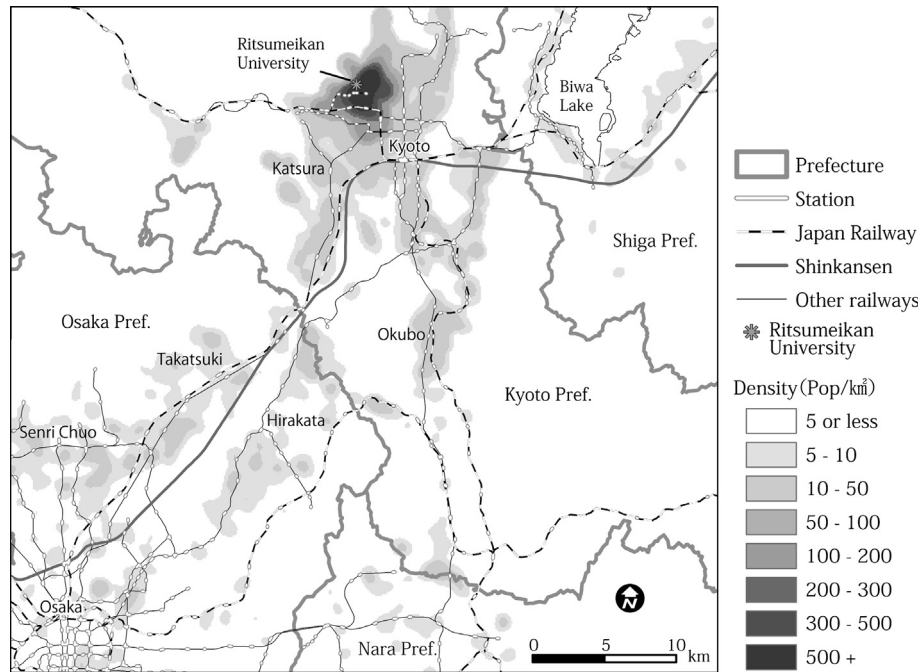 Ritsumeikan
University
Biwa
Lake
Kyoto
Katsura
Shiga Pref.
Osaka Pref.
Okubo
Takatsuki
Kyoto Pref.
Hirakata
Senri Chuo
Osaka
Nara Pref.
N
0 5 10
km
Prefecture
Station
Japan Railway
Shinkansen
Other railways
Ritsumeikan
University
Density(Pop/㎢)
5 or less
5 - 10
10 - 50
50 - 100
100 - 200
200 - 300
300 - 500
500 +